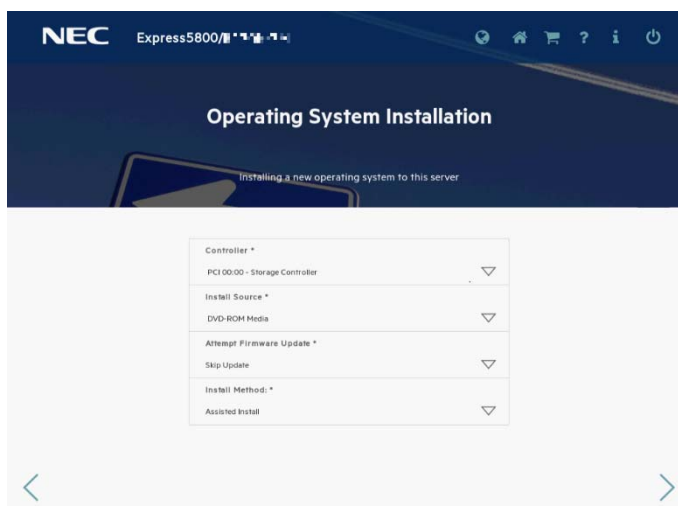 NEC Express5800/
Operating System Installation
Installing a new operating system to this server
Controller *
PCI 00:00 - Storage Controller
Install Source *
DVD-ROM Media
Attempt Firmware Update *
Skip Update
Install Method: *
Assisted Install